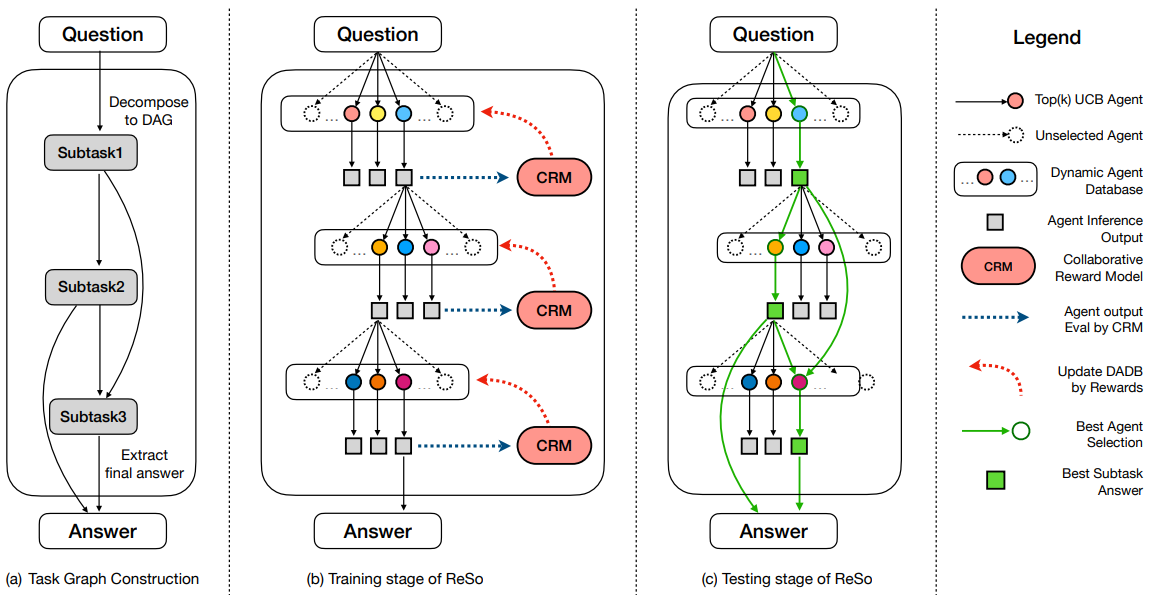 Question
Decompose
to DAG
Subtask1
Subtask2
Subtask3
Extract
final answer
Answer
(a) Task Graph Construction
Question
... ...
CRM
... ...
CRM
... ...
CRM
Answer
(b) Training stage of ReSo
Question
... ...
... ...
... ...
Answer
(c) Testing stage of ReSo
Legend
Top(k) UCB Agent
Unselected Agent
... ...
Dynamic Agent
Database
Agent Inference
Output
CRM
Collaborative
Reward Model
Agent output
Eval by CRM
Update DADB
by Rewards
Best Agent
Selection
Best Subtask
Answer